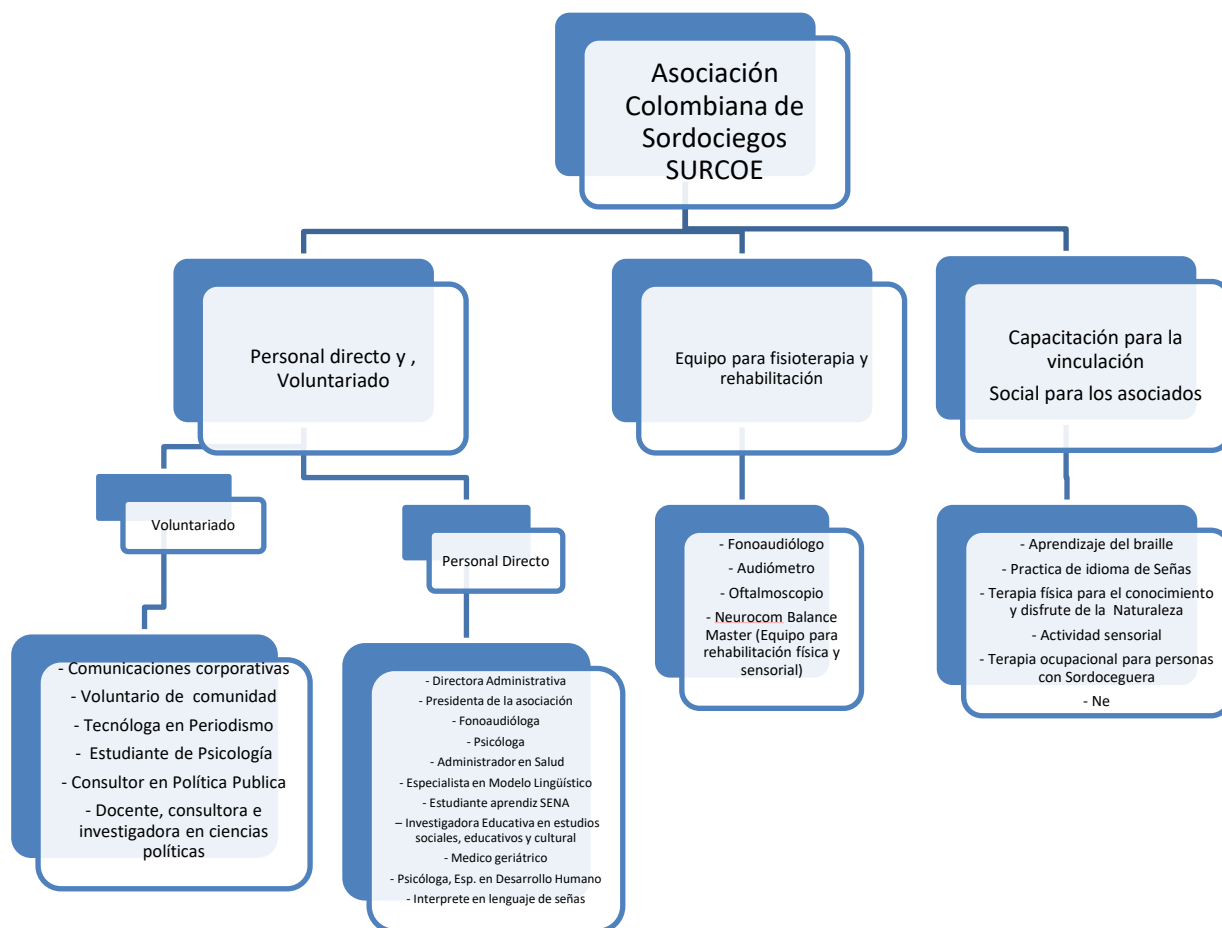 Asociación
Colombiana de
Sordociegos
SURCOE
Personal directo y ,
Voluntariado
Equipo para fisioterapia y
rehabilitación
Capacitación para la
vinculación
Social para los asociados
Voluntariado
Personal Directo
- Comunicaciones corporativas
- Voluntario de comunidad
- Tecnóloga en Periodismo
- Estudiante de Psicología
- Consultor en Política Publica
- Docente, consultora e
investigadora en ciencias
políticas
- Directora Administrativa
- Presidenta de la asociación
- Fonoaudióloga
- Psicóloga
- Administrador en Salud
- Especialista en Modelo Lingüístico
- Estudiante aprendiz SENA
– Investigadora Educativa en estudios
sociales, educativos y cultural
- Medico geriátrico
- Psicóloga, Esp. en Desarrollo Humano
- Interprete en lenguaje de señas
- Fonoaudiólogo
- Audiómetro
- Oftalmoscopio
- Neurocom Balance
Master (Equipo para
rehabilitación física y
sensorial)
- Aprendizaje del braille
- Practica de idioma de Señas
- Terapia física para el conocimiento
y disfrute de la Naturaleza
- Actividad sensorial
- Terapia ocupacional para personas
con Sordoceguera
- Ne